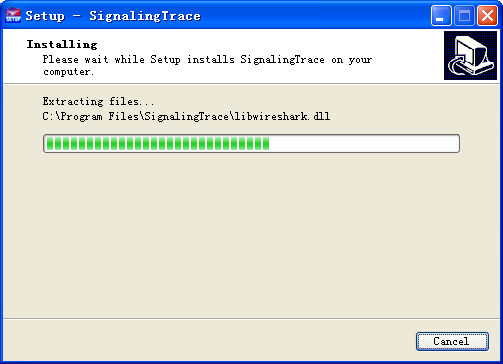 Setup - SignalingTrace
Installing
Please wait while Setup installs SignalingTrace on your
computer.
Extracting files...
C:\Program Files\SignalingTrace\libwireshark.dll
Cancel